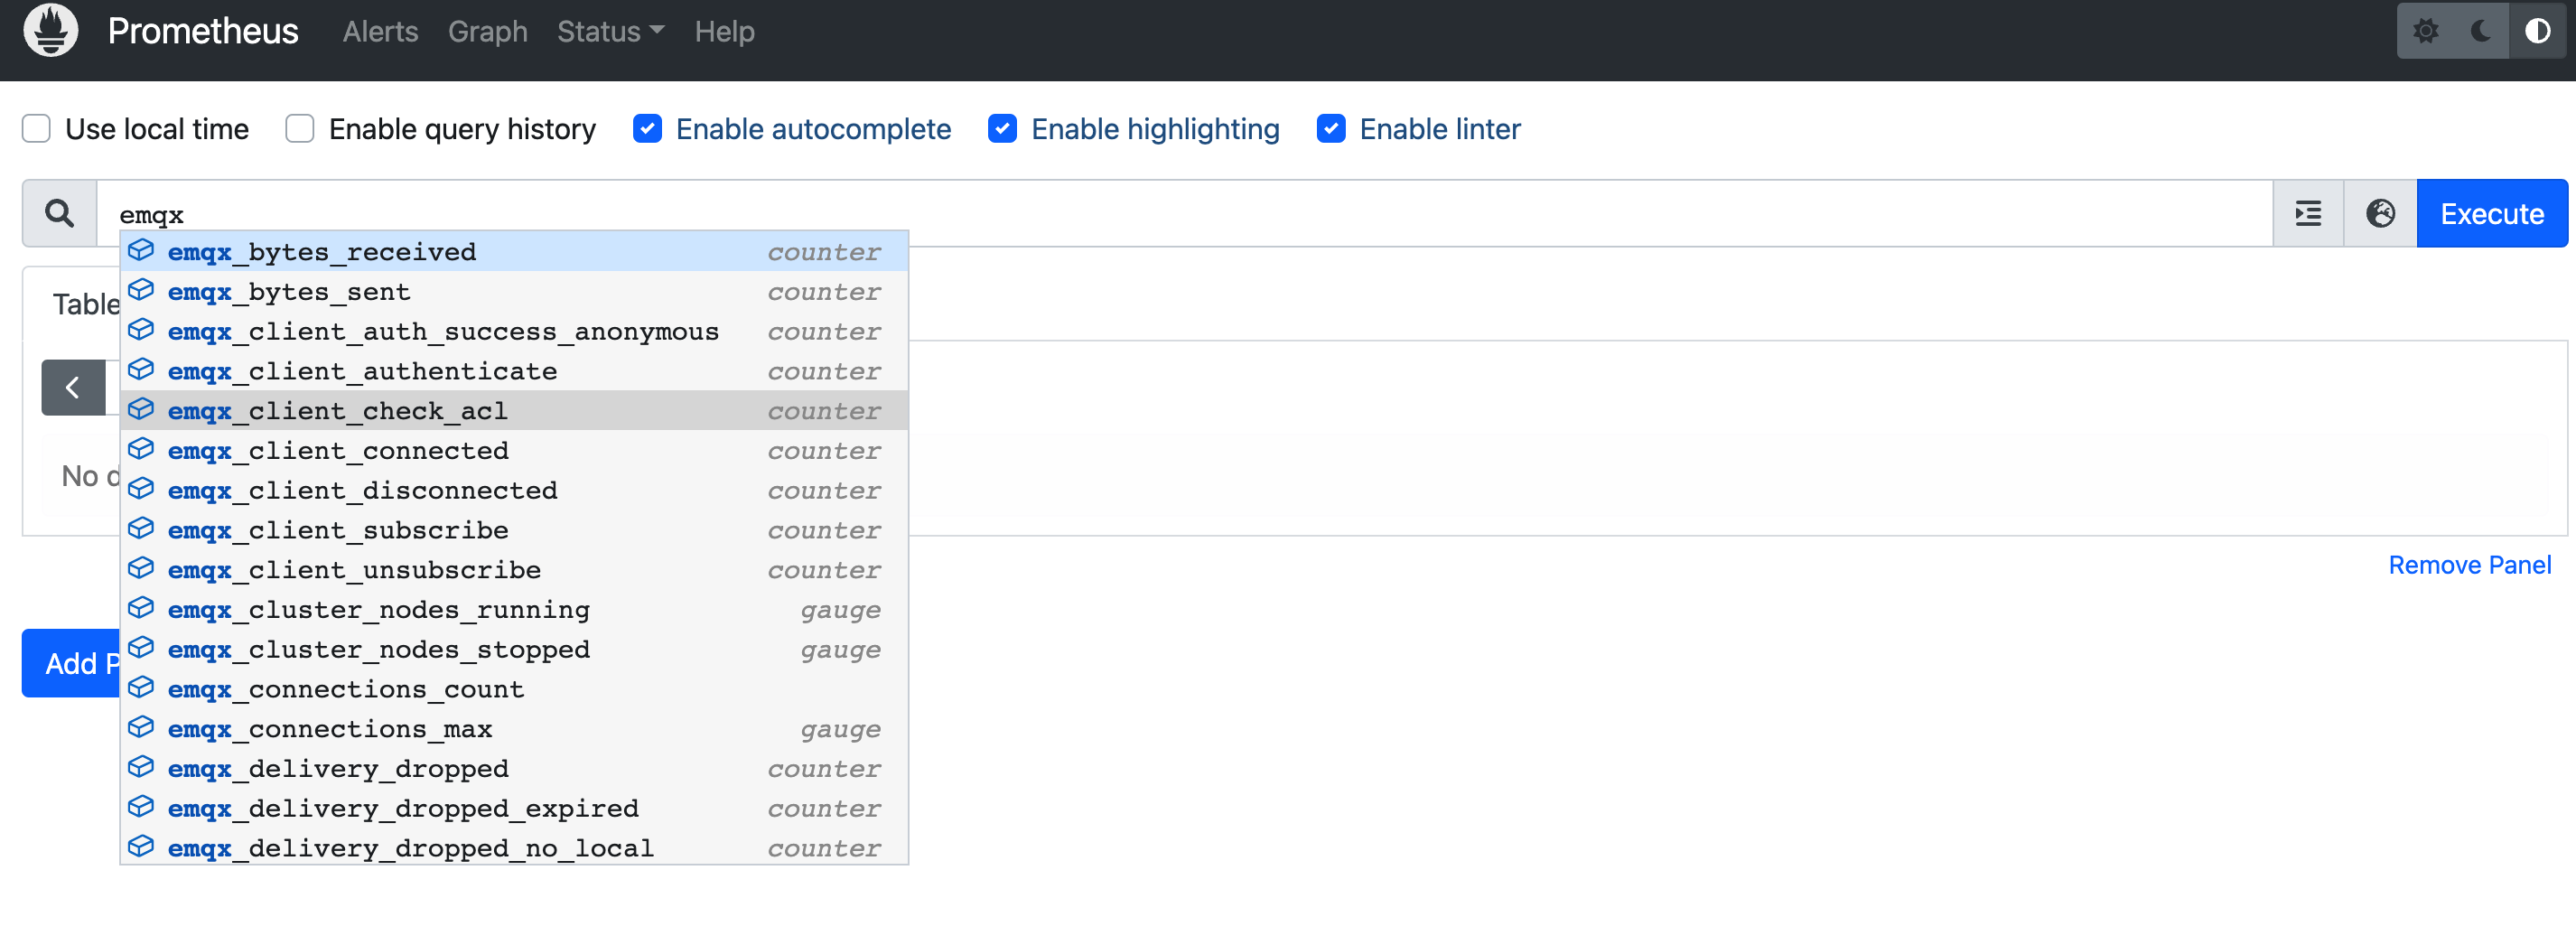 Prometheus Alerts Graph Status Help
Use local time Enable query history Enable autocomplete Enable highlighting Enable linter
emqx Execute
Table
emqx_bytes_received counter
emqx_bytes_sent counter
emqx_client_auth_success_anonymous counter
emqx_client_authenticate counter
emqx_client_check_acl counter
emqx_client_connected counter
emqx_client_disconnected counter
emqx_client_subscribe counter
emqx_client_unsubscribe counter
emqx_cluster_nodes_running gauge
emqx_cluster_nodes_stopped gauge
emqx_connections_count
emqx_connections_max gauge
emqx_delivery_dropped counter
emqx_delivery_dropped_expired counter
emqx_delivery_dropped_no_local counter
No
Remove Panel
Add